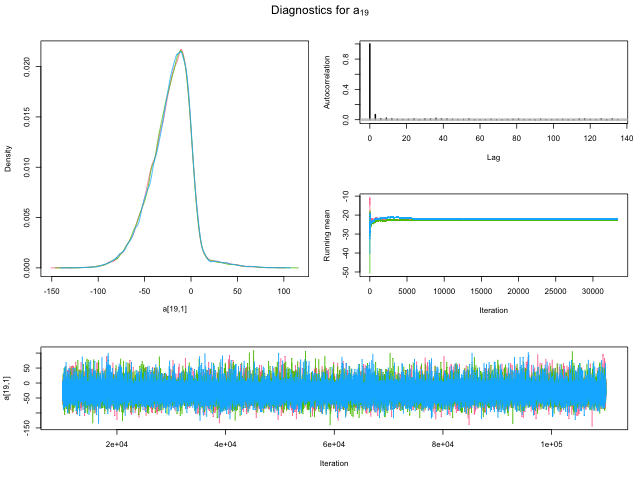 Diagnostics for a19
Density
0.000
0.005
0.010
0.015
0.020
-150
-100
-50
0
50
100
a[19,1]
Autocorrelation
0.0
0.4
0.8
0
20
40
60
80
100
120
140
Lag
Running mean
-50
-40
-30
-20
-10
0
5000
10000
15000
20000
25000
30000
Iteration
a[19,1]
-150
-50
0
50
2e+04
4e+04
6e+04
8e+04
1e+05
Iteration